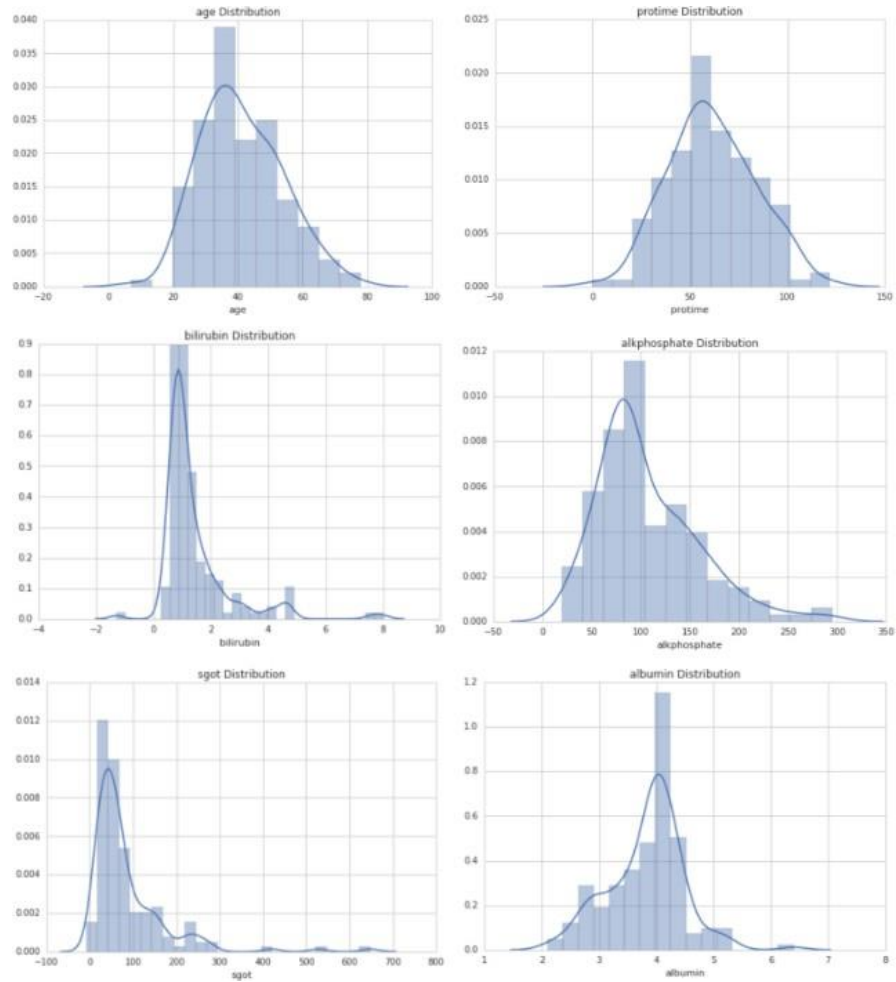 age Distribution
0.040
0.035
0.030
0.025
0.020
0.015
0.010
0.005
0.000
−20 0 20 40 60 80 100
age
protime Distribution
0.025
0.020
0.015
0.010
0.005
0.000
−50 0 50 100 150
protime
bilirubin Distribution
0.9
0.8
0.7
0.6
0.5
0.4
0.3
0.2
0.1
0.0
−4 −2 0 2 4 6 8 10
bilirubin
alkphosphate Distribution
0.012
0.010
0.008
0.006
0.004
0.002
0.000
−50 0 50 100 150 200 250 300 350
alkphosphate
sgot Distribution
0.014
0.012
0.010
0.008
0.006
0.004
0.002
0.000
−100 0 100 200 300 400 500 600 700 800
sgot
albumin Distribution
1.2
1.0
0.8
0.6
0.4
0.2
0.0
1 2 3 4 5 6 7 8
albumin